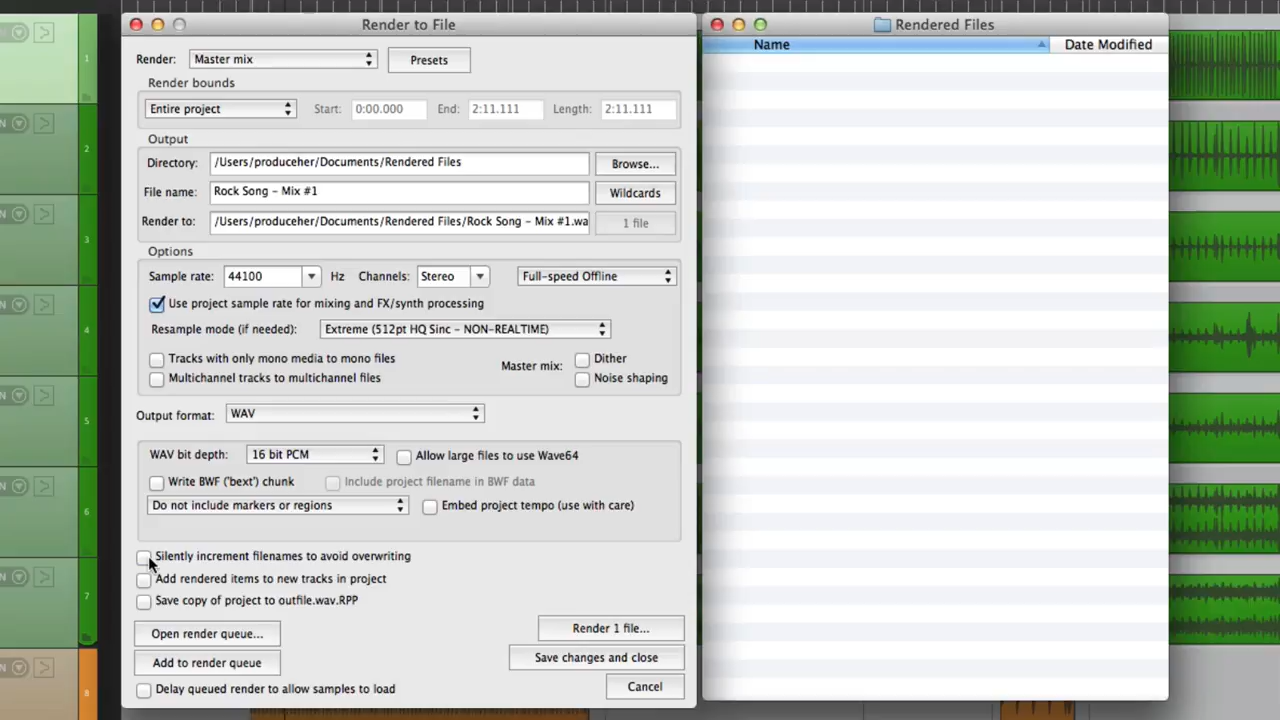 Render to File
Render: Master mix Presets
Render bounds
Entire project Start: 0:00.000 End: 2:11.111 Length: 2:11.111
Output
Directory: /Users/produceher/Documents/Rendered Files Browse...
File name: Rock Song – Mix #1 Wildcards
Render to: /Users/produceher/Documents/Rendered Files/Rock Song – Mix #1.wa 1 file
Options
Sample rate: 44100 Hz Channels: Stereo Full-speed Offline
Use project sample rate for mixing and FX/synth processing
Resample mode (if needed): Extreme (512pt HQ Sinc – NON-REALTIME)
Tracks with only mono media to mono files
Multichannel tracks to multichannel files
Master mix: Dither
Noise shaping
Output format: WAV
WAV bit depth: 16 bit PCM Allow large files to use Wave64
Write BWF ('bext') chunk Include project filename in BWF data
Do not include markers or regions Embed project tempo (use with care)
Silently increment filenames to avoid overwriting
Add rendered items to new tracks in project
Save copy of project to outfile.wav.RPP
Open render queue... Render 1 file...
Add to render queue Save changes and close
Delay queued render to allow samples to load Cancel
Rendered Files
Name Date Modified
1
2
3
4
5
6
7
8